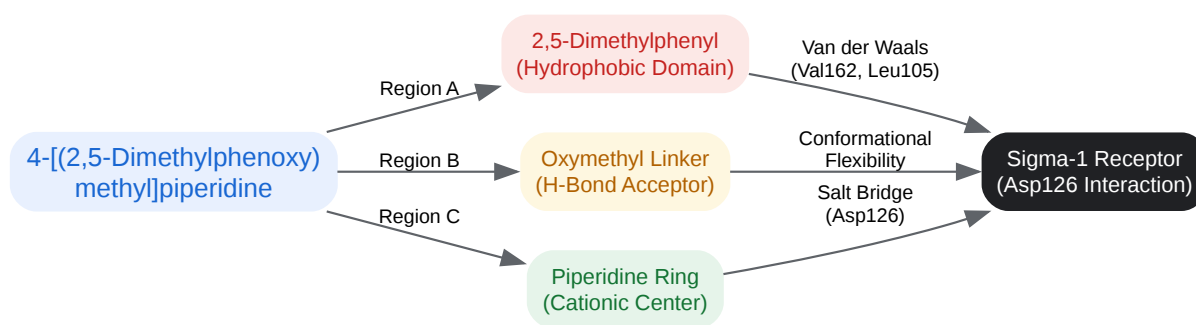 4-[(2,5-Dimethylphenoxy)
methyl]piperidine
Region A
Region B
Region C
2,5-Dimethylphenyl
(Hydrophobic Domain)
Oxymethyl Linker
(H-Bond Acceptor)
Piperidine Ring
(Cationic Center)
Van der Waals
(Val162, Leu105)
Conformational
Flexibility
Salt Bridge
(Asp126)
Sigma-1 Receptor
(Asp126 Interaction)